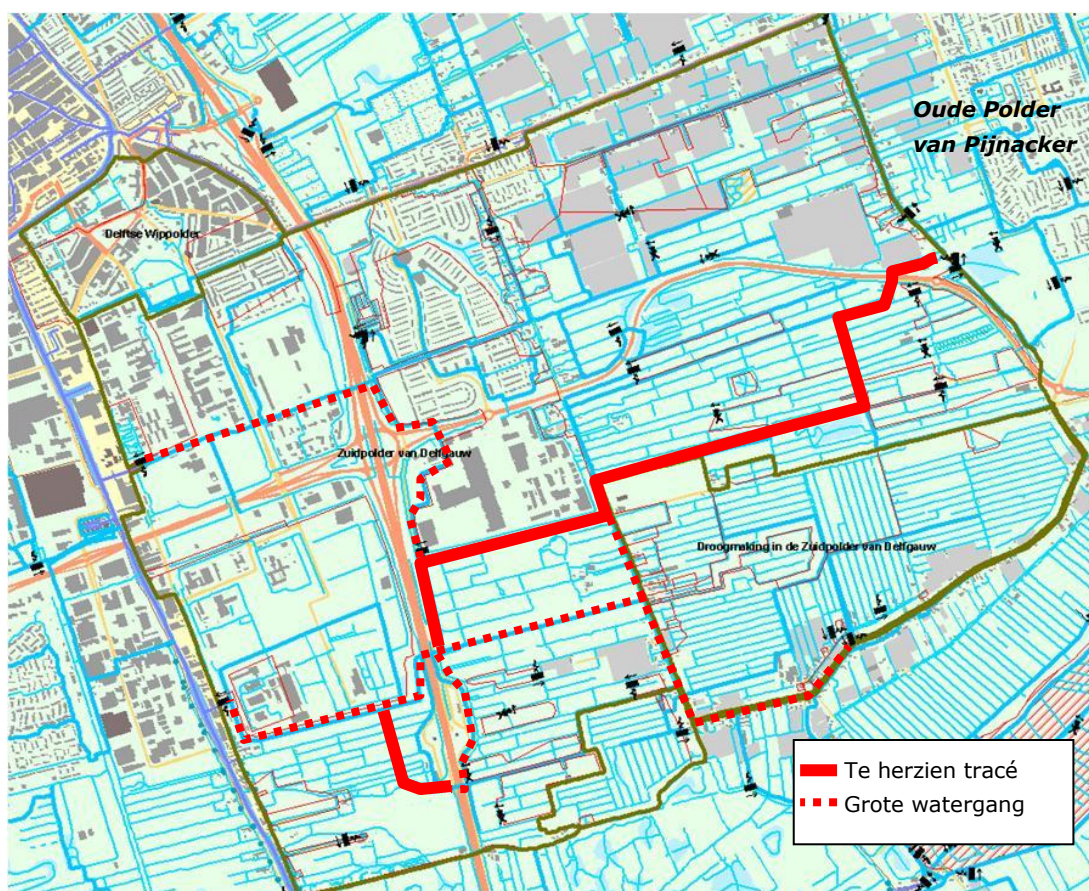 Oude Polder
van Pijnacker
Delftse Wippolder
Zuidpolder van Delfgauw
Droogmaking in de Zuidpolder van Delfgauw
Te herzien tracé
Grote watergang